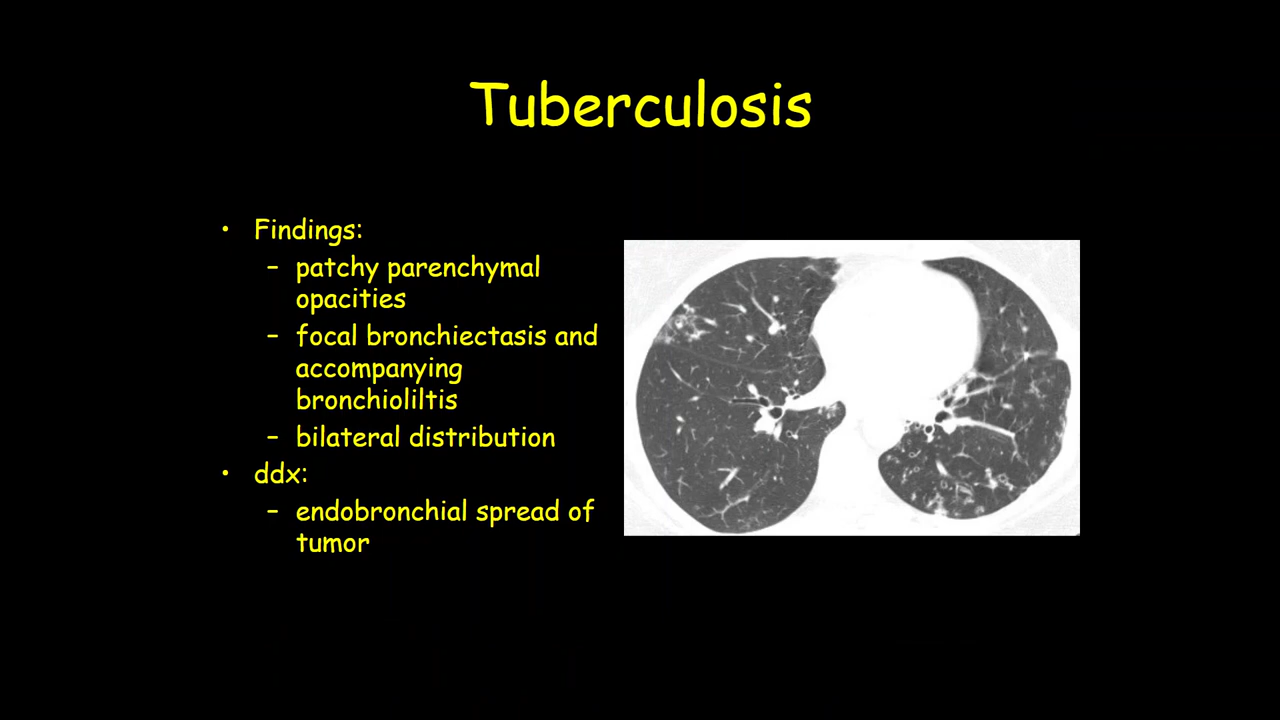 Tuberculosis
• Findings:
– patchy parenchymal
opacities
– focal bronchiectasis and
accompanying
bronchioliltis
– bilateral distribution
• ddx:
– endobronchial spread of
tumor